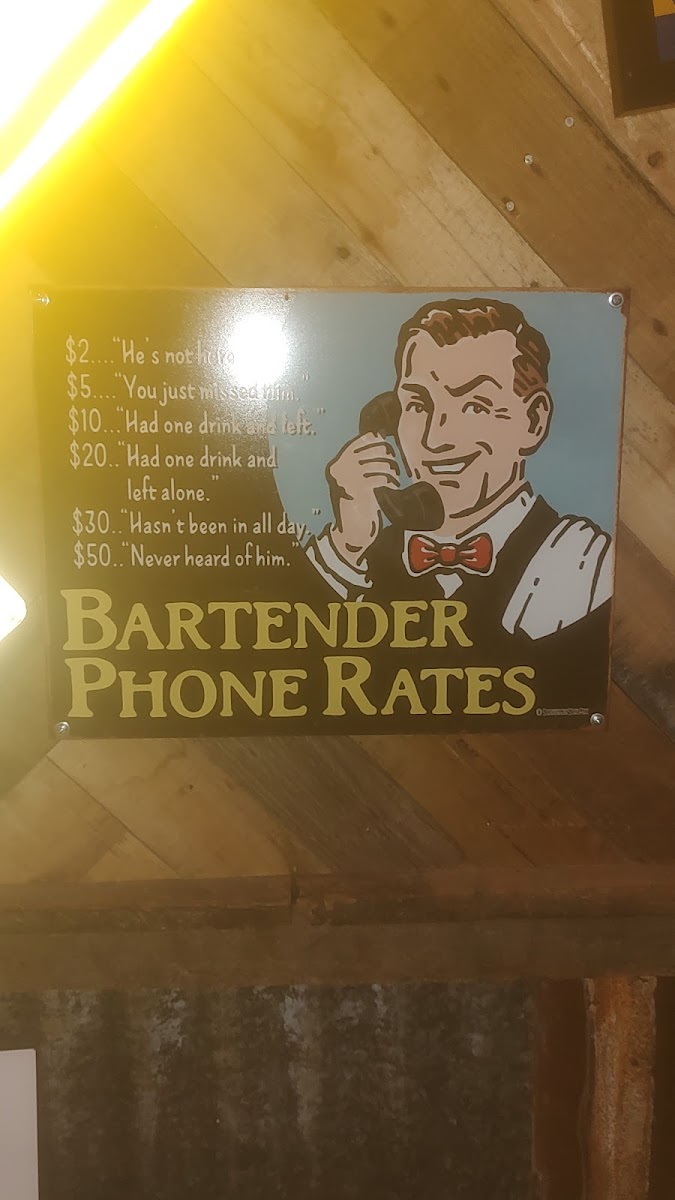 $2...."He's not here
$5...."You just missed him."
$10..."Had one drink and left."
$20.."Had one drink and
left alone."
$30.."Hasn't been in all day."
$50.."Never heard of him."
BARTENDER
PHONE RATES